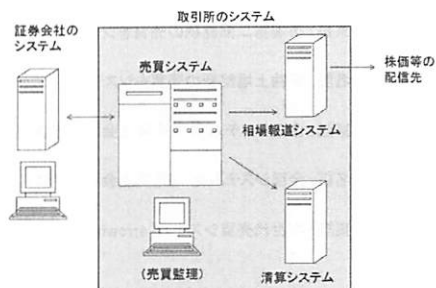 取引所のシステム
証券会社の
システム
売買システム
株価等の
配信先
相場報道システム
(売買監理)
清算システム